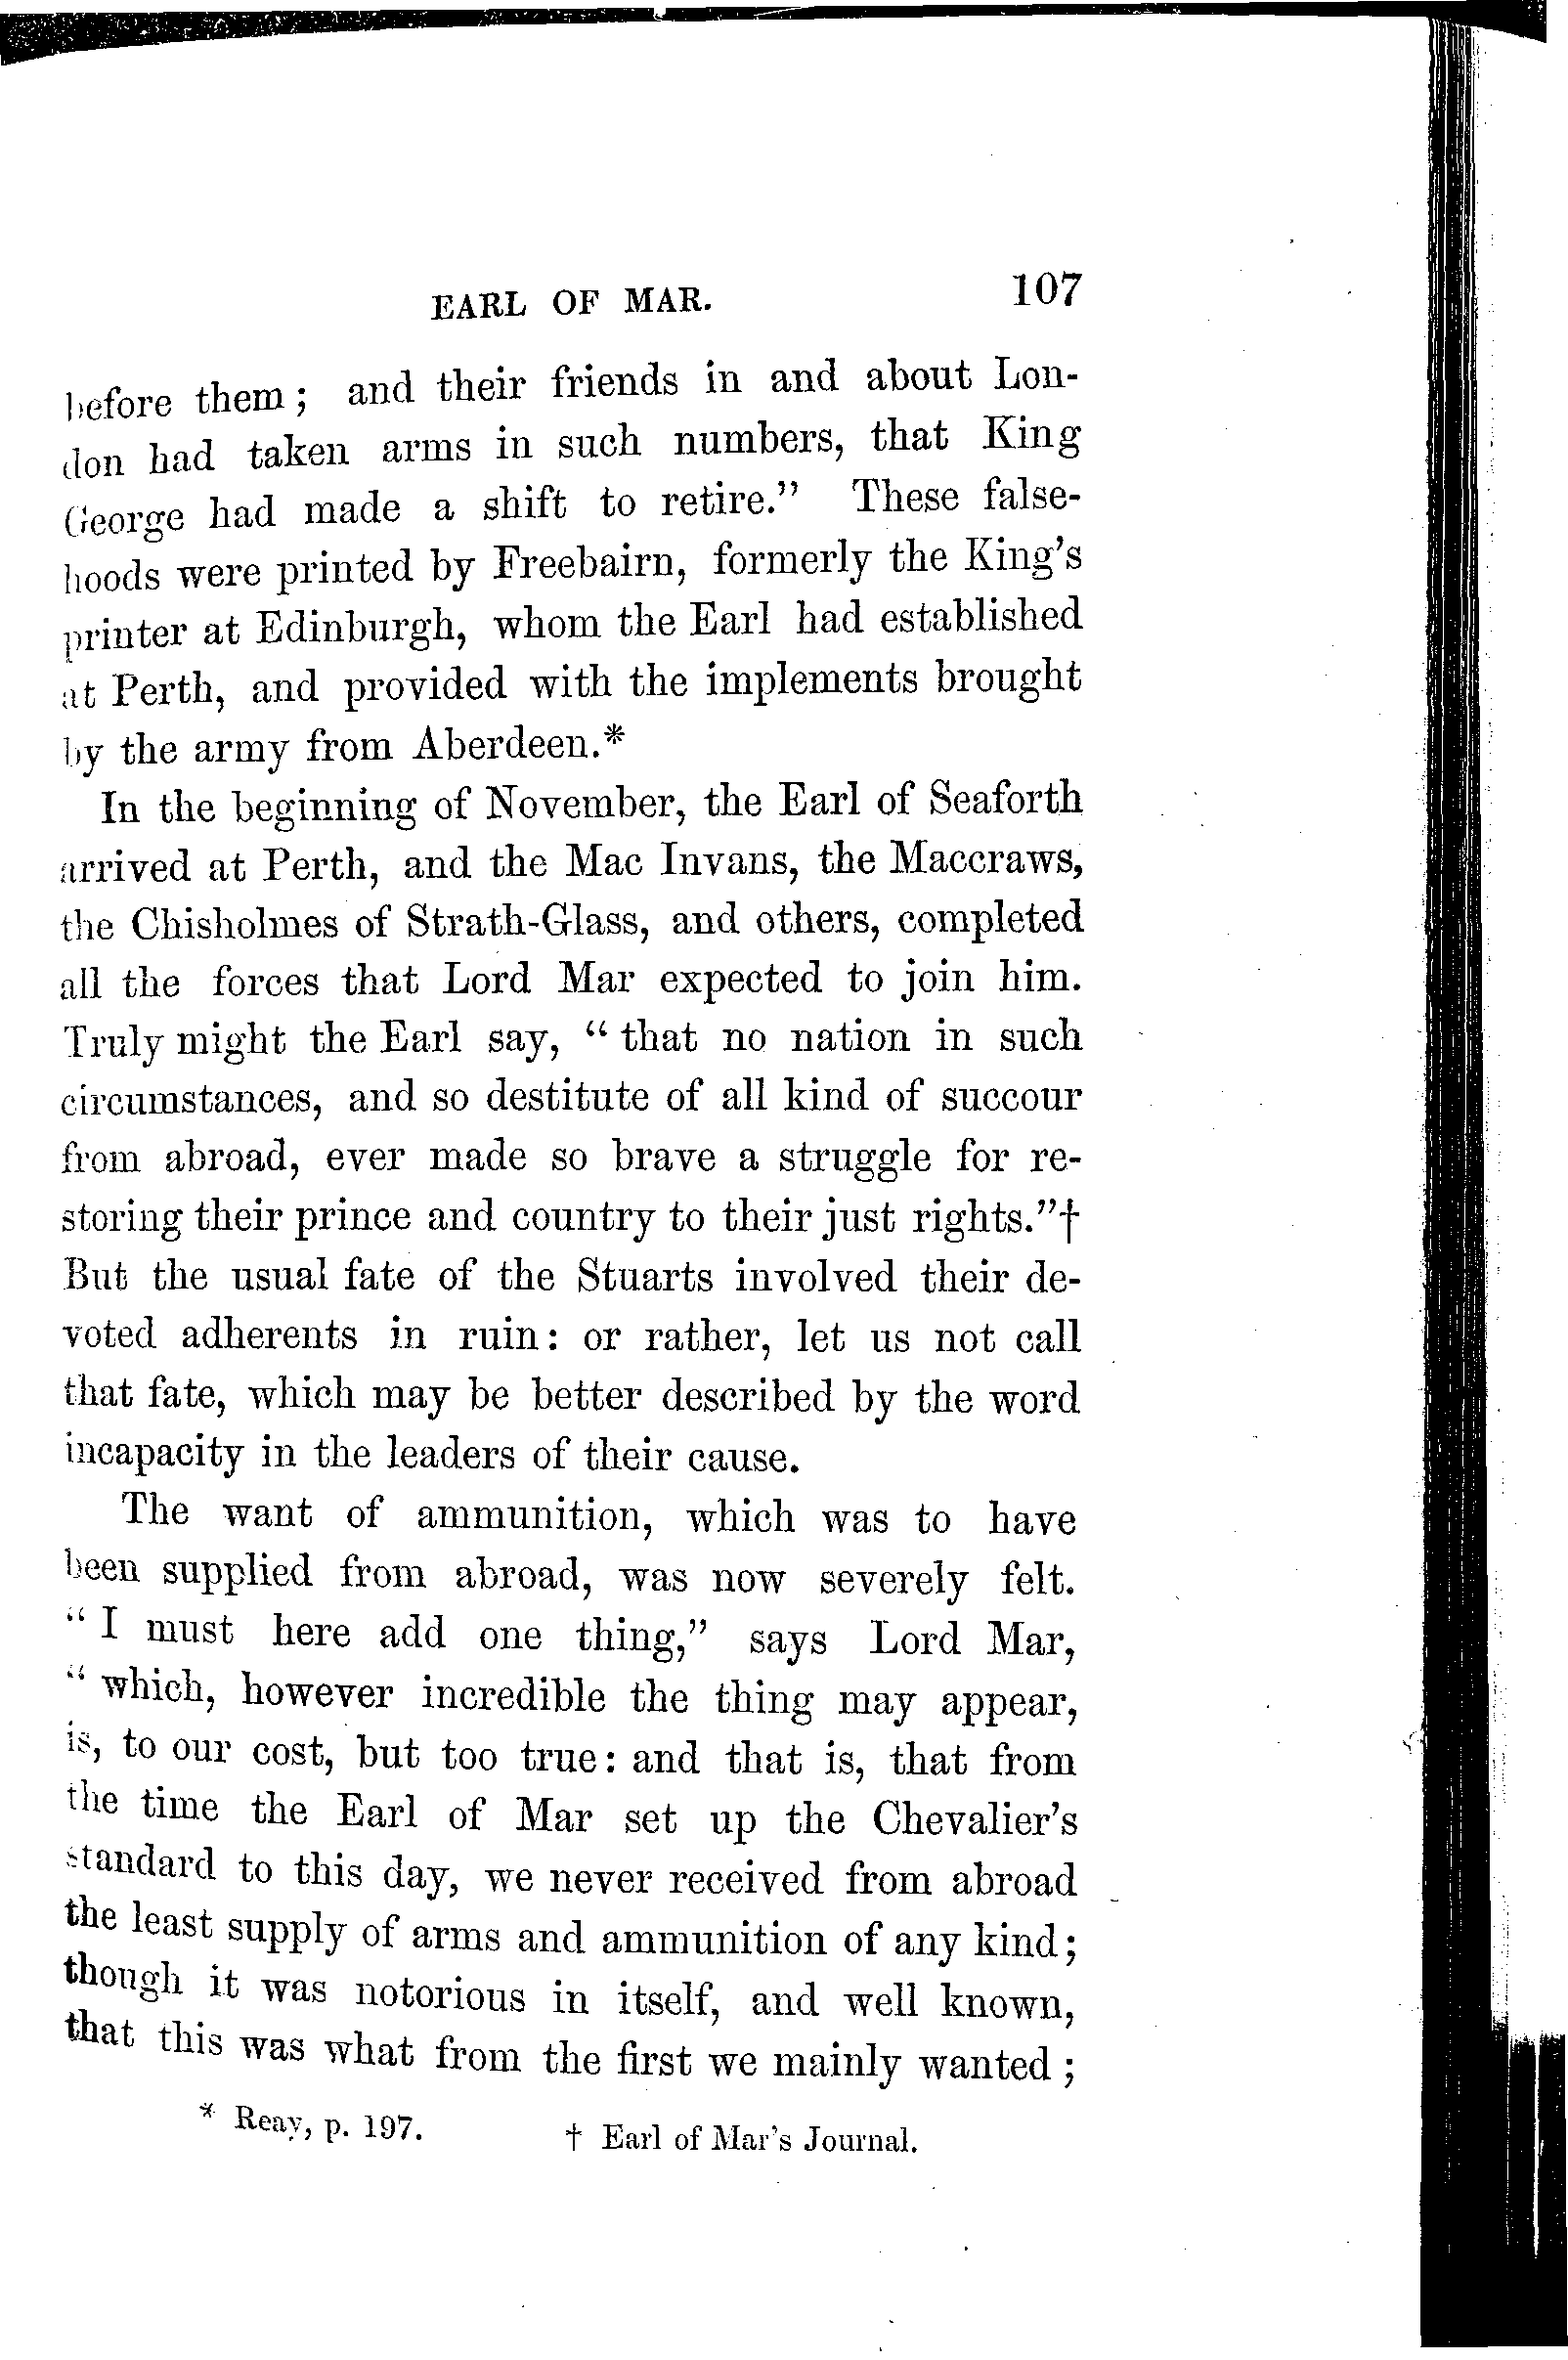 EARL OF MAR. 107
before them; and their friends in and about Lon-
don had taken arms in such numbers, that King
George had made a shift to retire.” These false-
hoods were printed by Freebairn, formerly the King's
printer at Edinburgh, whom the Earl had established
at Perth, and provided with the implements brought
by the army from Aberdeen.*
In the beginning of November, the Earl of Seaforth
arrived at Perth, and the Mac Invans, the Maccraws,
the Chisholmes of Strath-Glass, and others, completed
all the forces that Lord Mar expected to join him.
Truly might the Earl say, “that no nation in such
circumstances, and so destitute of all kind of succour
from abroad, ever made so brave a struggle for re-
storing their prince and country to their just rights.”†
But the usual fate of the Stuarts involved their de-
voted adherents in ruin: or rather, let us not call
that fate, which may be better described by the word
incapacity in the leaders of their cause.
The want of ammunition, which was to have
been supplied from abroad, was now severely felt.
“I must here add one thing,” says Lord Mar,
“which, however incredible the thing may appear,
is, to our cost, but too true: and that is, that from
the time the Earl of Mar set up the Chevalier's
standard to this day, we never received from abroad
the least supply of arms and ammunition of any kind;
though it was notorious in itself, and well known,
that this was what from the first we mainly wanted;
* Reay, p. 197. † Earl of Mar's Journal.